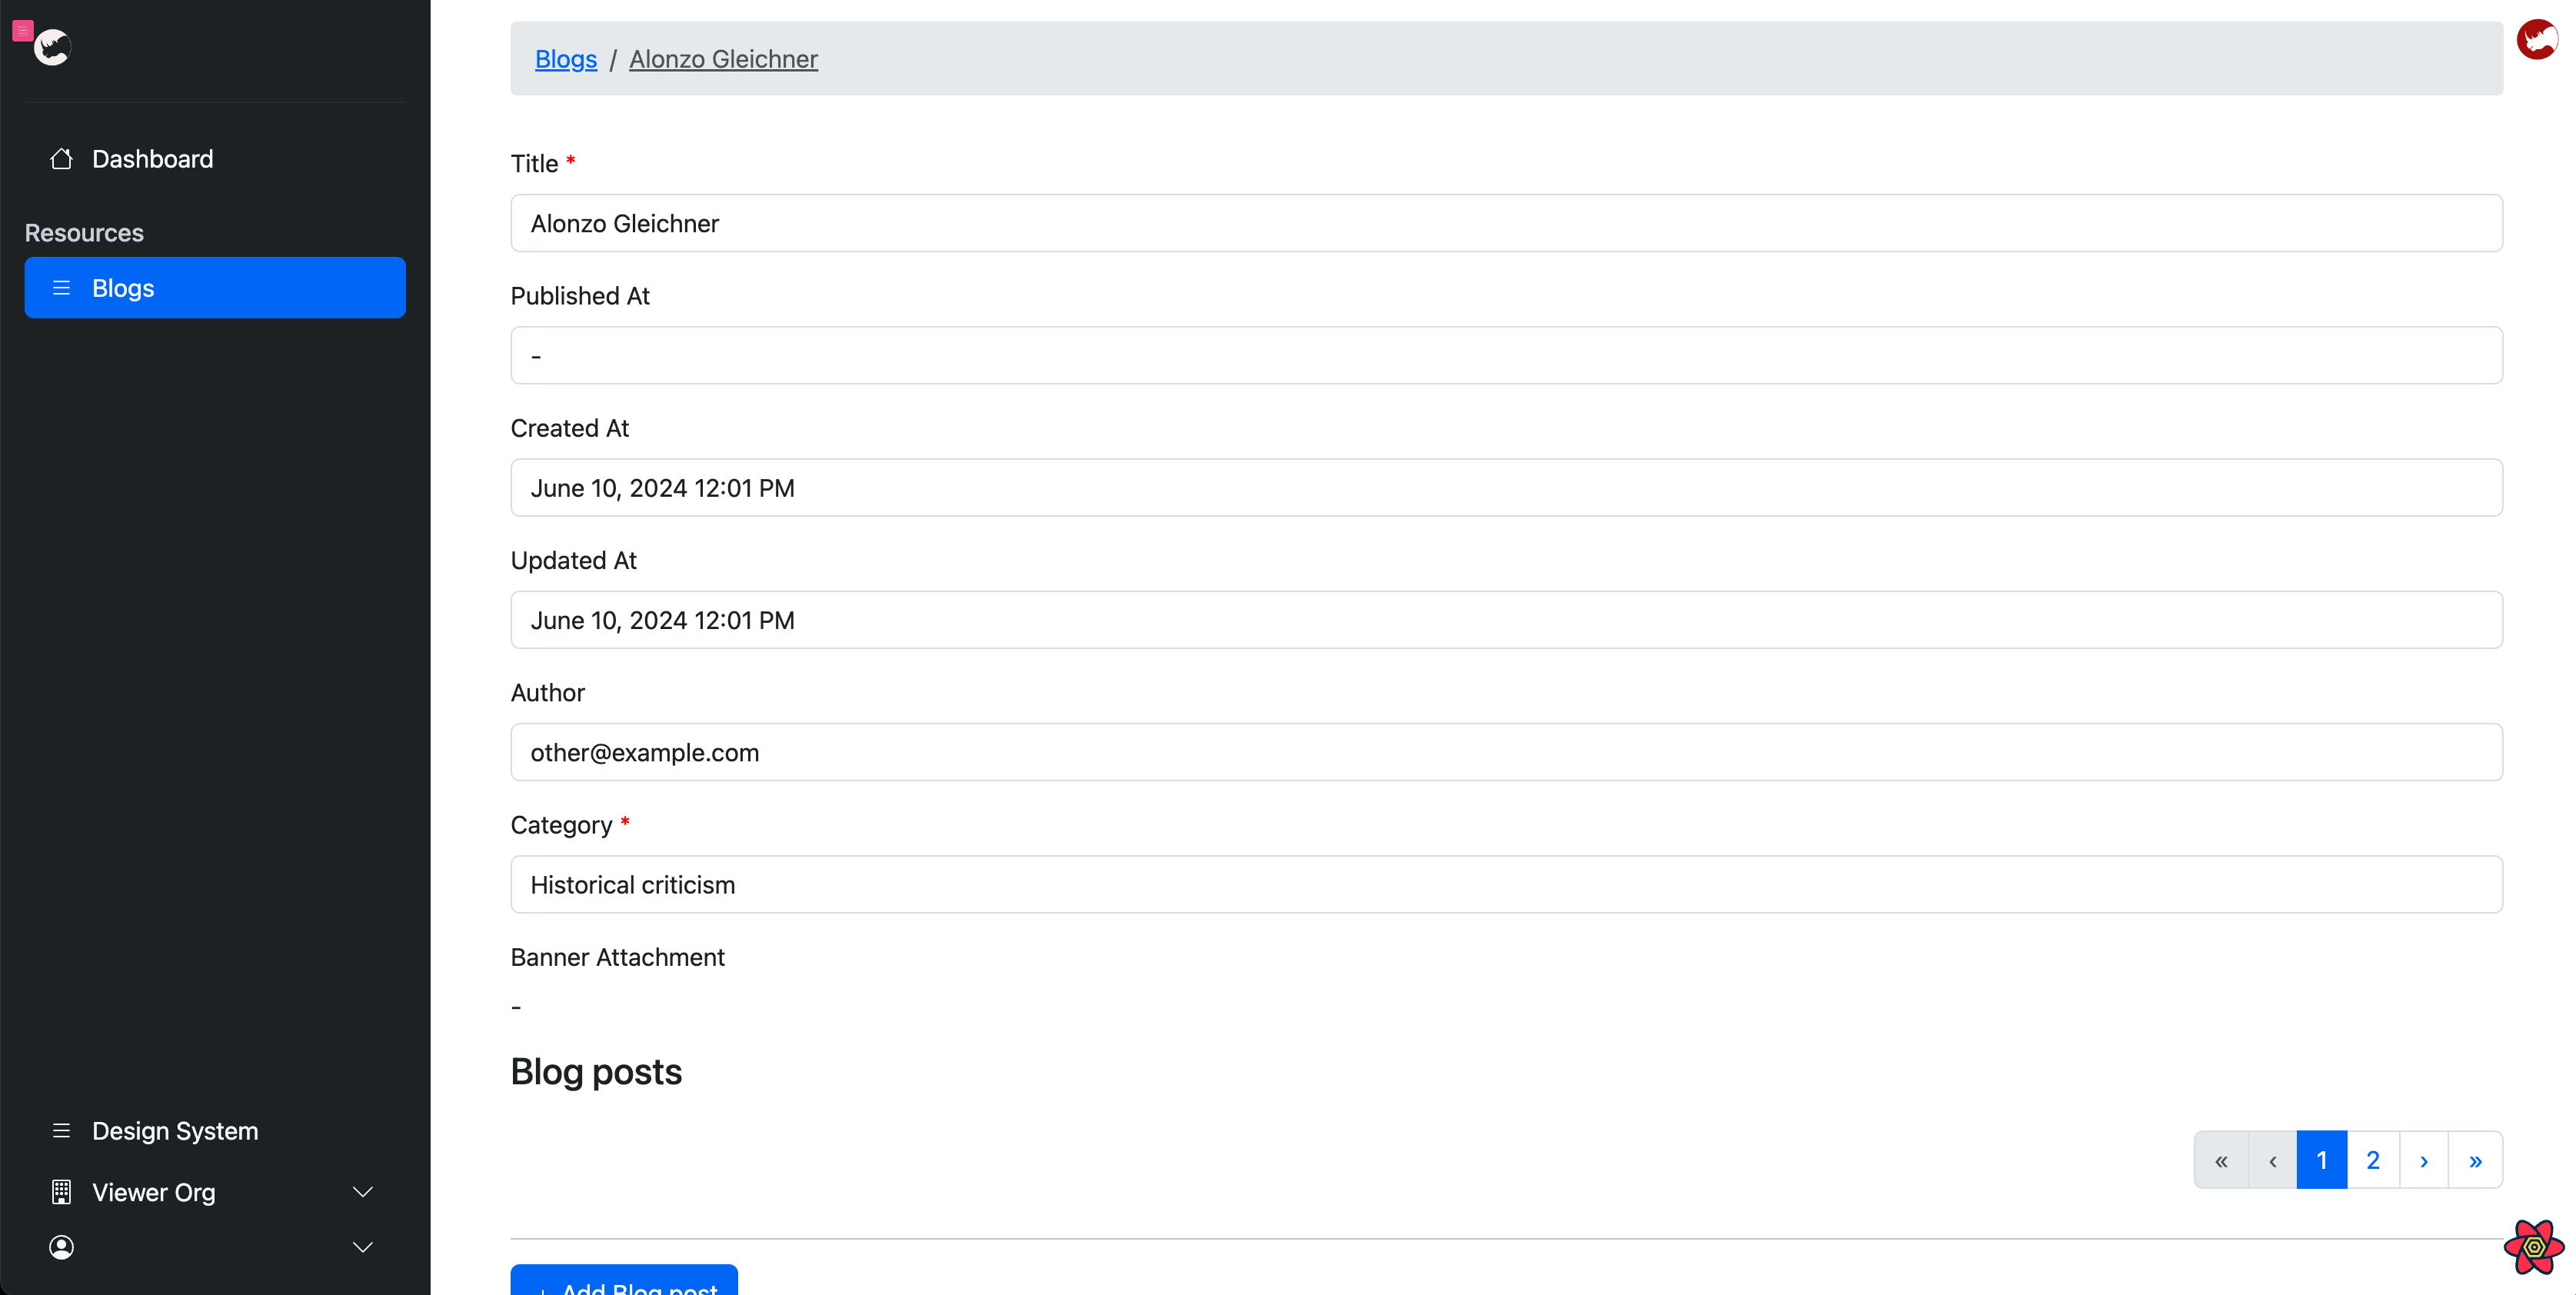 Dashboard
Resources
Blogs
Design System
Viewer Org
Blogs / Alonzo Gleichner
Title *
Alonzo Gleichner
Published At
-
Created At
June 10, 2024 12:01 PM
Updated At
June 10, 2024 12:01 PM
Author
other@example.com
Category *
Historical criticism
Banner Attachment
-
Blog posts
« ‹ 1 2 › »
+ Add Blog post